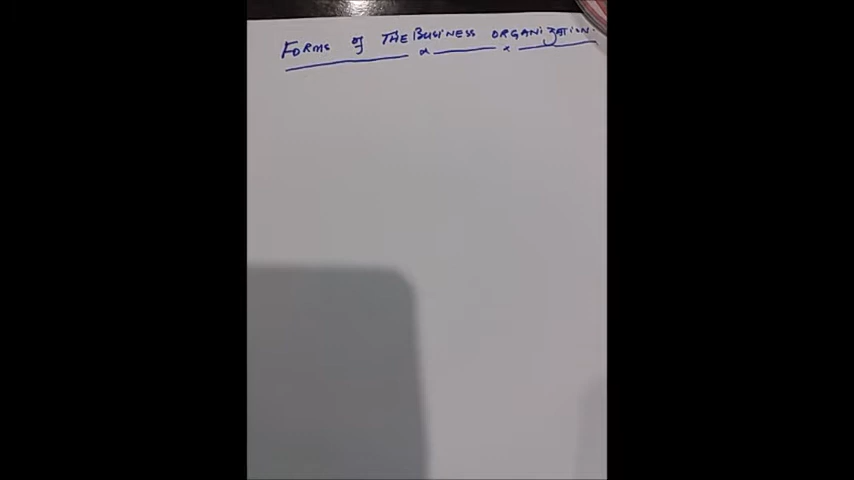 FORMS of THE BUSINESS ORGANIZATION.